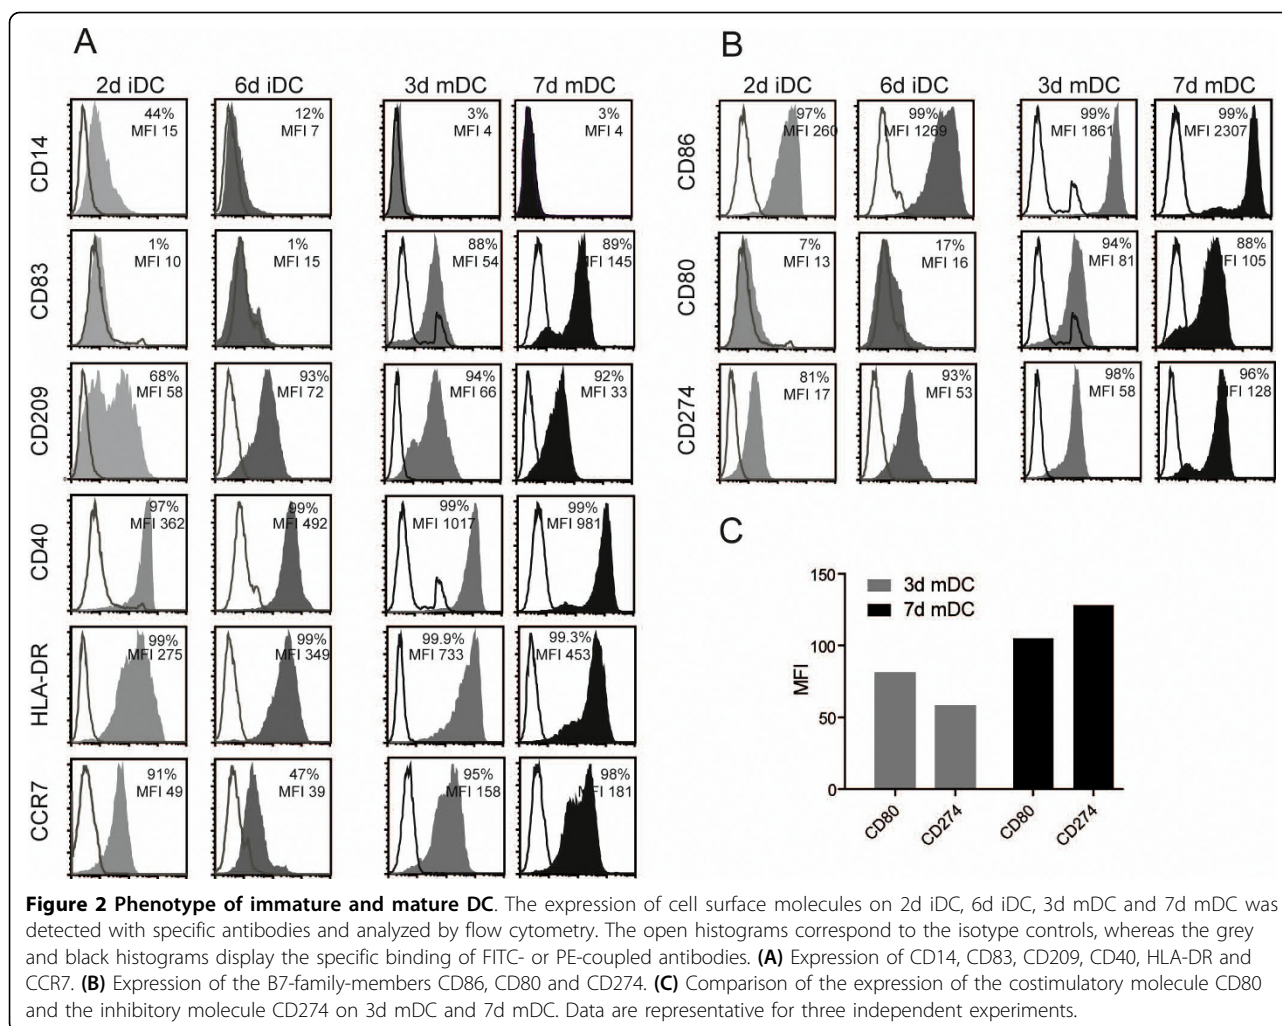 A
2d iDC 6d iDC 3d mDC 7d mDC
CD14
44%
MFI 15
12%
MFI 7
3%
MFI 4
3%
MFI 4
CD83
1%
MFI 10
1%
MFI 15
88%
MFI 54
89%
MFI 145
CD209
68%
MFI 58
93%
MFI 72
94%
MFI 66
92%
MFI 33
CD40
97%
MFI 362
99%
MFI 492
99%
MFI 1017
99%
MFI 981
HLA-DR
99%
MFI 275
99%
MFI 349
99.9%
MFI 733
99.3%
MFI 453
CCR7
91%
MFI 49
47%
MFI 39
95%
MFI 158
98%
MFI 181
B
2d iDC 6d iDC 3d mDC 7d mDC
CD86
97%
MFI 260
99%
MFI 1269
99%
MFI 1861
99%
MFI 2307
CD80
7%
MFI 13
17%
MFI 16
94%
MFI 81
88%
MFI 105
CD274
81%
MFI 17
93%
MFI 53
98%
MFI 58
96%
MFI 128
C
MFI
150
100
50
0
3d mDC
7d mDC
CD80 CD274 CD80 CD274
Figure 2 Phenotype of immature and mature DC. The expression of cell surface molecules on 2d iDC, 6d iDC, 3d mDC and 7d mDC was
detected with specific antibodies and analyzed by flow cytometry. The open histograms correspond to the isotype controls, whereas the grey
and black histograms display the specific binding of FITC- or PE-coupled antibodies. (A) Expression of CD14, CD83, CD209, CD40, HLA-DR and
CCR7. (B) Expression of the B7-family-members CD86, CD80 and CD274. (C) Comparison of the expression of the costimulatory molecule CD80
and the inhibitory molecule CD274 on 3d mDC and 7d mDC. Data are representative for three independent experiments.